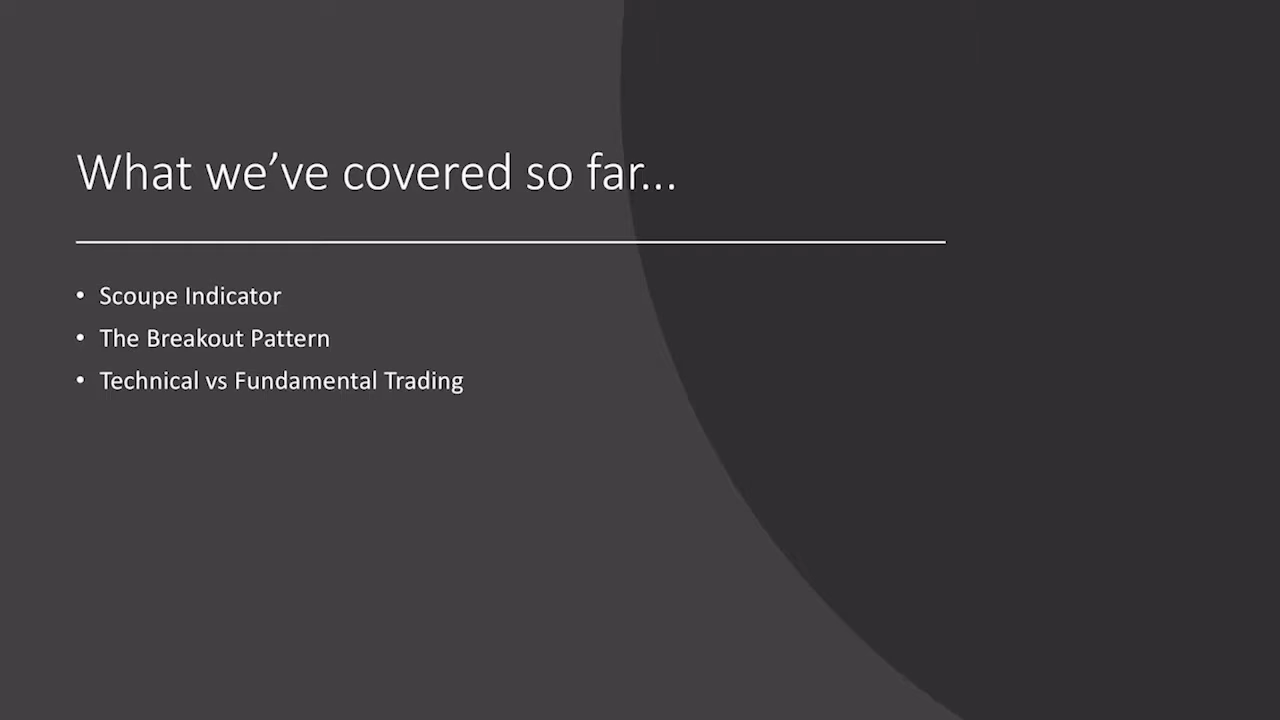 What we’ve covered so far...
• Scoupe Indicator
• The Breakout Pattern
• Technical vs Fundamental Trading